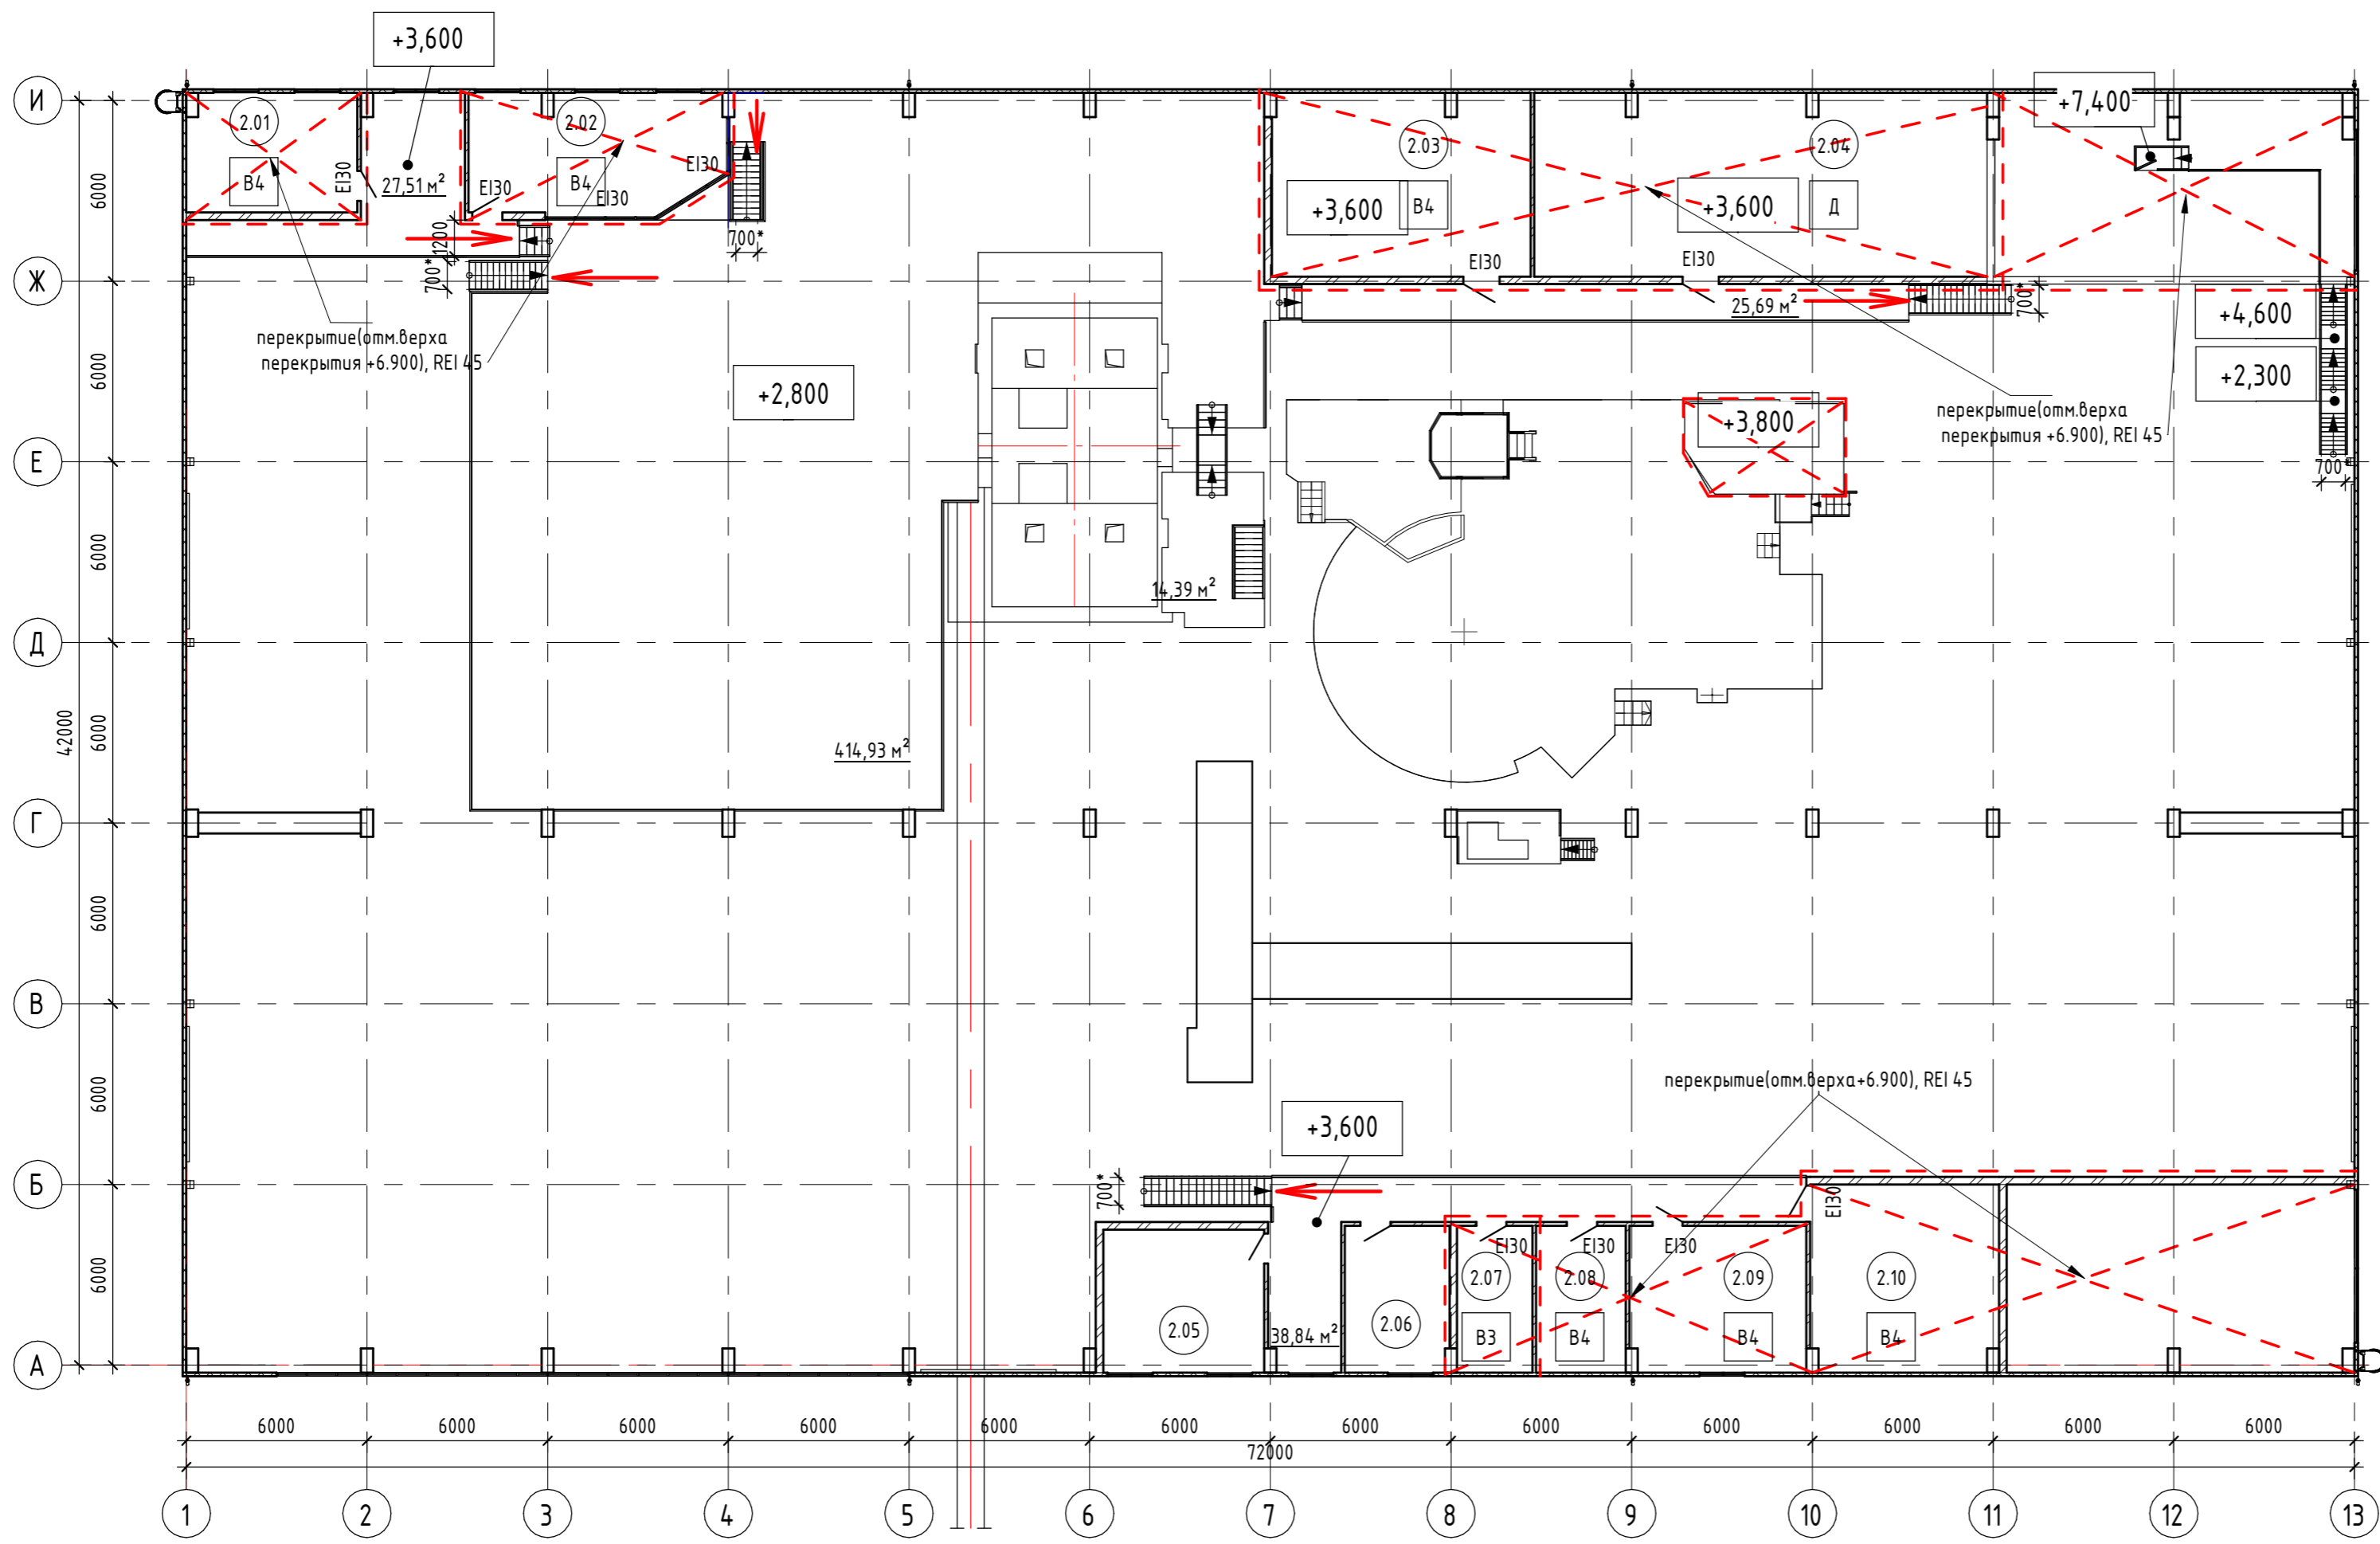 +3,600
+7,400
И
2.01
2.02
2.03
2.04
В4
EI30
27,51 м²
EI30
В4
EI30
EI30
+3,600
В4
+3,600
Д
6000
1200
700*
700*
EI30
EI30
Ж
25,69 м²
700*
+4,600
+2,300
перекрытие(отм.верха
перекрытия +6.900), REI 45
6000
+2,800
+3,800
перекрытие(отм.верха
перекрытия +6.900), REI 45
Е
700*
6000
14,39 м²
Д
42000
6000
414,93 м²
Г
6000
В
6000
перекрытие(отм.верха+6.900), REI 45
+3,600
Б
700*
EI30
6000
EI30
EI30
EI30
2.05
2.06
2.07
2.08
2.09
2.10
38,84 м²
В3
В4
В4
В4
А
6000
6000
6000
6000
6000
6000
6000
6000
6000
6000
6000
6000
72000
1
2
3
4
5
6
7
8
9
10
11
12
13